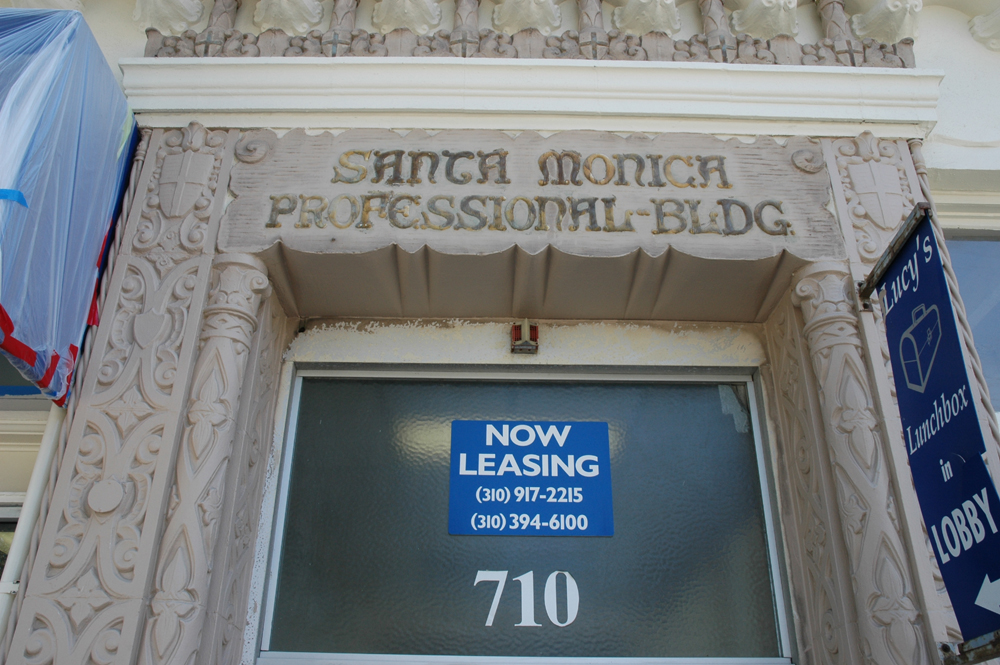 SANTA MONICA
PROFESSIONAL-BLDG.
NOW
LEASING
(310) 917-2215
(310) 394-6100
710
Lucy's
Lunchbox
in
LOBBY